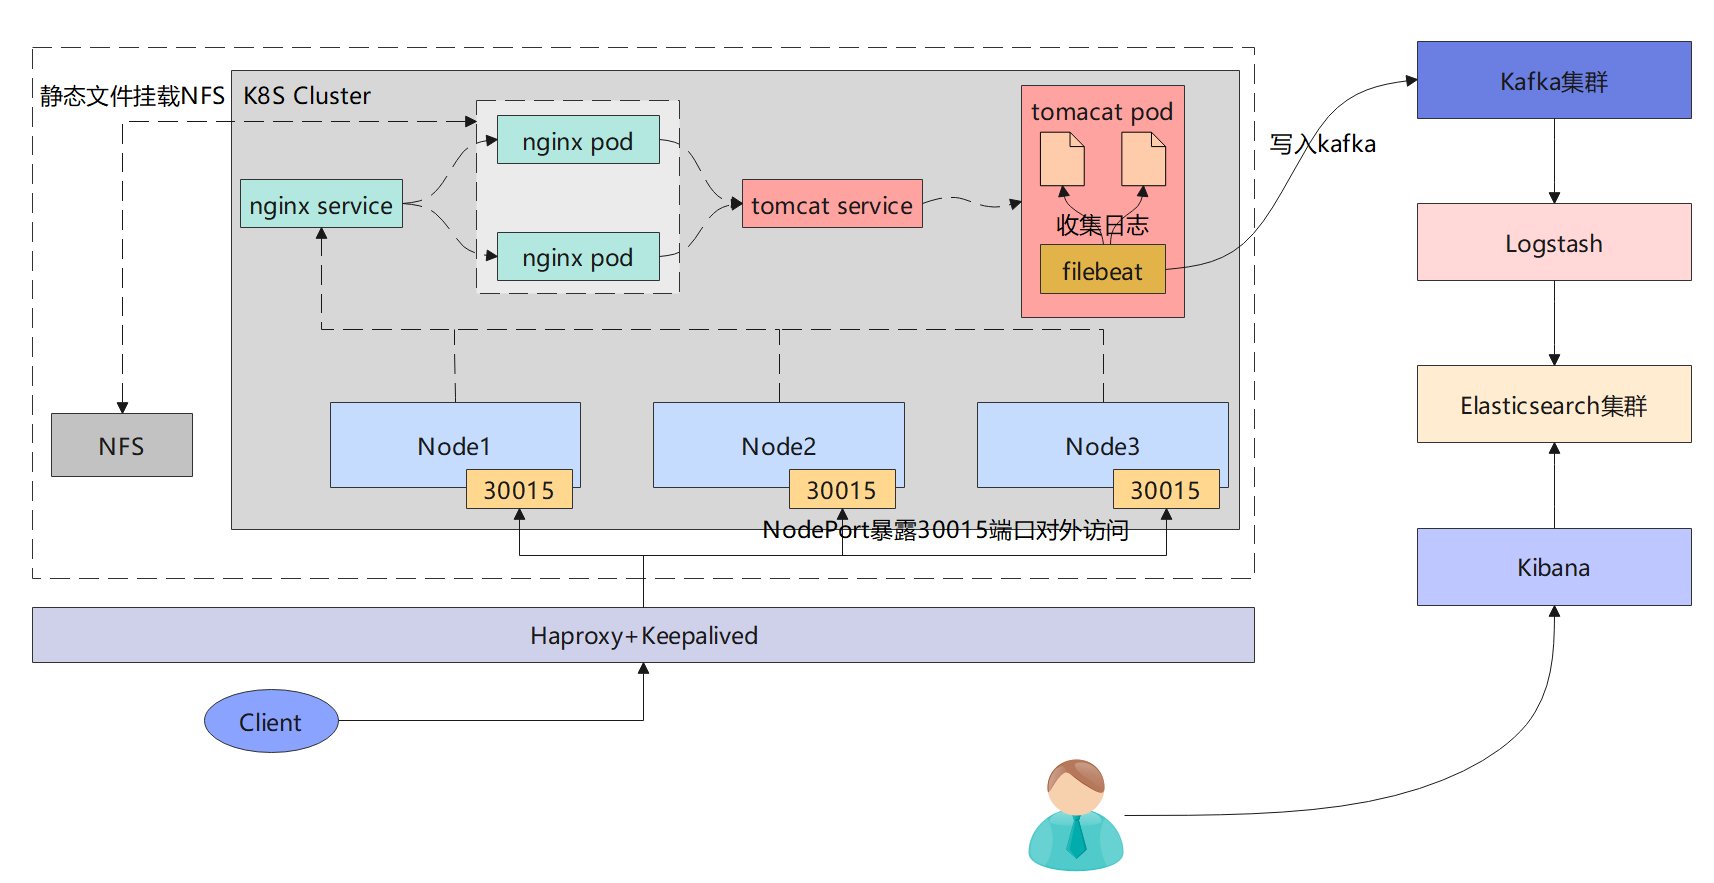 静态文件挂载NFS
K8S Cluster
nginx pod
tomacat pod
Kafka集群
写入kafka
nginx service
tomcat service
收集日志
Logstash
nginx pod
filebeat
Elasticsearch集群
NFS
Node1
Node2
Node3
30015
30015
30015
NodePort暴露30015端口对外访问
Kibana
Haproxy+Keepalived
Client